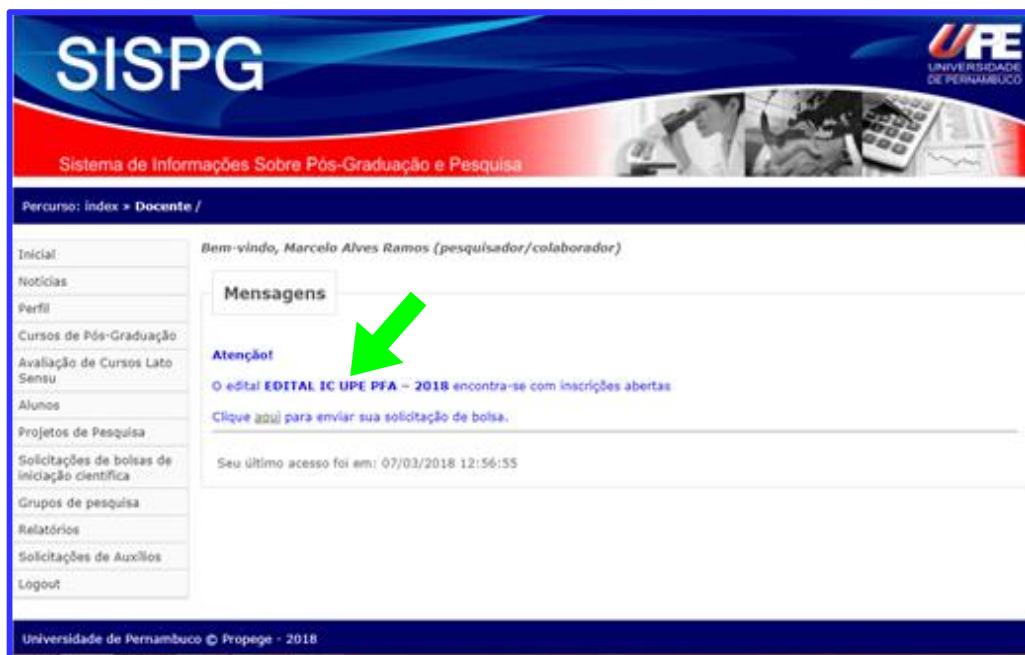 SISPG
UPE
UNIVERSIDADE
DE PERNAMBUCO
Sistema de Informações Sobre Pós-Graduação e Pesquisa
Percurso: index » Docente /
Inicial
Notícias
Perfil
Cursos de Pós-Graduação
Avaliação de Cursos Lato
Sensu
Alunos
Projetos de Pesquisa
Solicitações de bolsas de
iniciação científica
Grupos de pesquisa
Relatórios
Solicitações de Auxílios
Logout
Bem-vindo, Marcelo Alves Ramos (pesquisador/colaborador)
Mensagens
Atenção!
O edital EDITAL IC UPE PFA – 2018 encontra-se com inscrições abertas
Clique aqui para enviar sua solicitação de bolsa.
Seu último acesso foi em: 07/03/2018 12:56:55
Universidade de Pernambuco © Propege - 2018